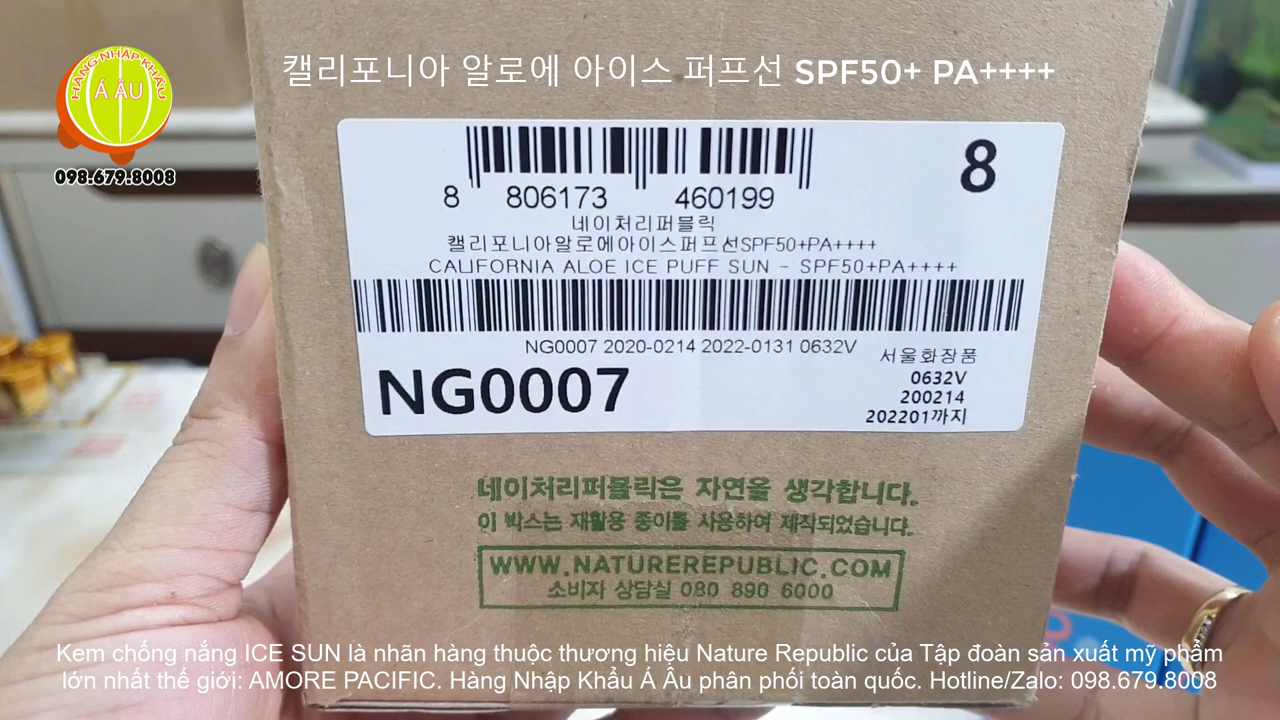 HÀNG NHẬP KHẨU
Á ÂU
098.679.8008
캘리포니아 알로에 아이스 퍼프선 SPF50+ PA++++
8
8 806173 460199
네이처리퍼블릭
캘리포니아알로에아이스퍼프선SPF50+PA++++
CALIFORNIA ALOE ICE PUFF SUN - SPF50+PA++++
NG0007 2020-0214 2022-0131 0632V
서울화장품
NG0007
0632V
200214
202201까지
네이처리퍼블릭은 자연을 생각합니다.
이 박스는 재활용 종이를 사용하여 제작되었습니다.
WWW.NATUREREPUBLIC.COM
소비자 상담실 080 890 6000
Kem chống nắng ICE SUN là nhãn hàng thuộc thương hiệu Nature Republic của Tập đoàn sản xuất mỹ phẩm
lớn nhất thế giới: AMORE PACIFIC. Hàng Nhập Khẩu Á Âu phân phối toàn quốc. Hotline/Zalo: 098.679.8008